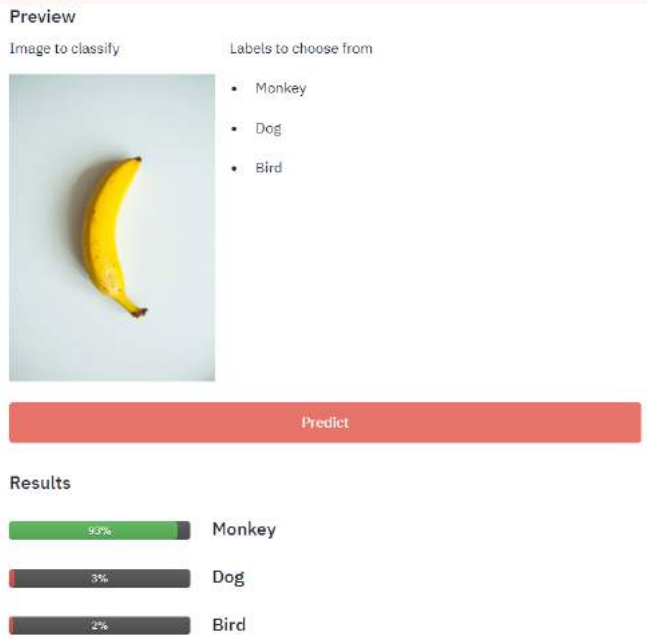 Preview
Image to classify
Labels to choose from
• Monkey
• Dog
• Bird
Predict
Results
93% Monkey
3% Dog
2% Bird